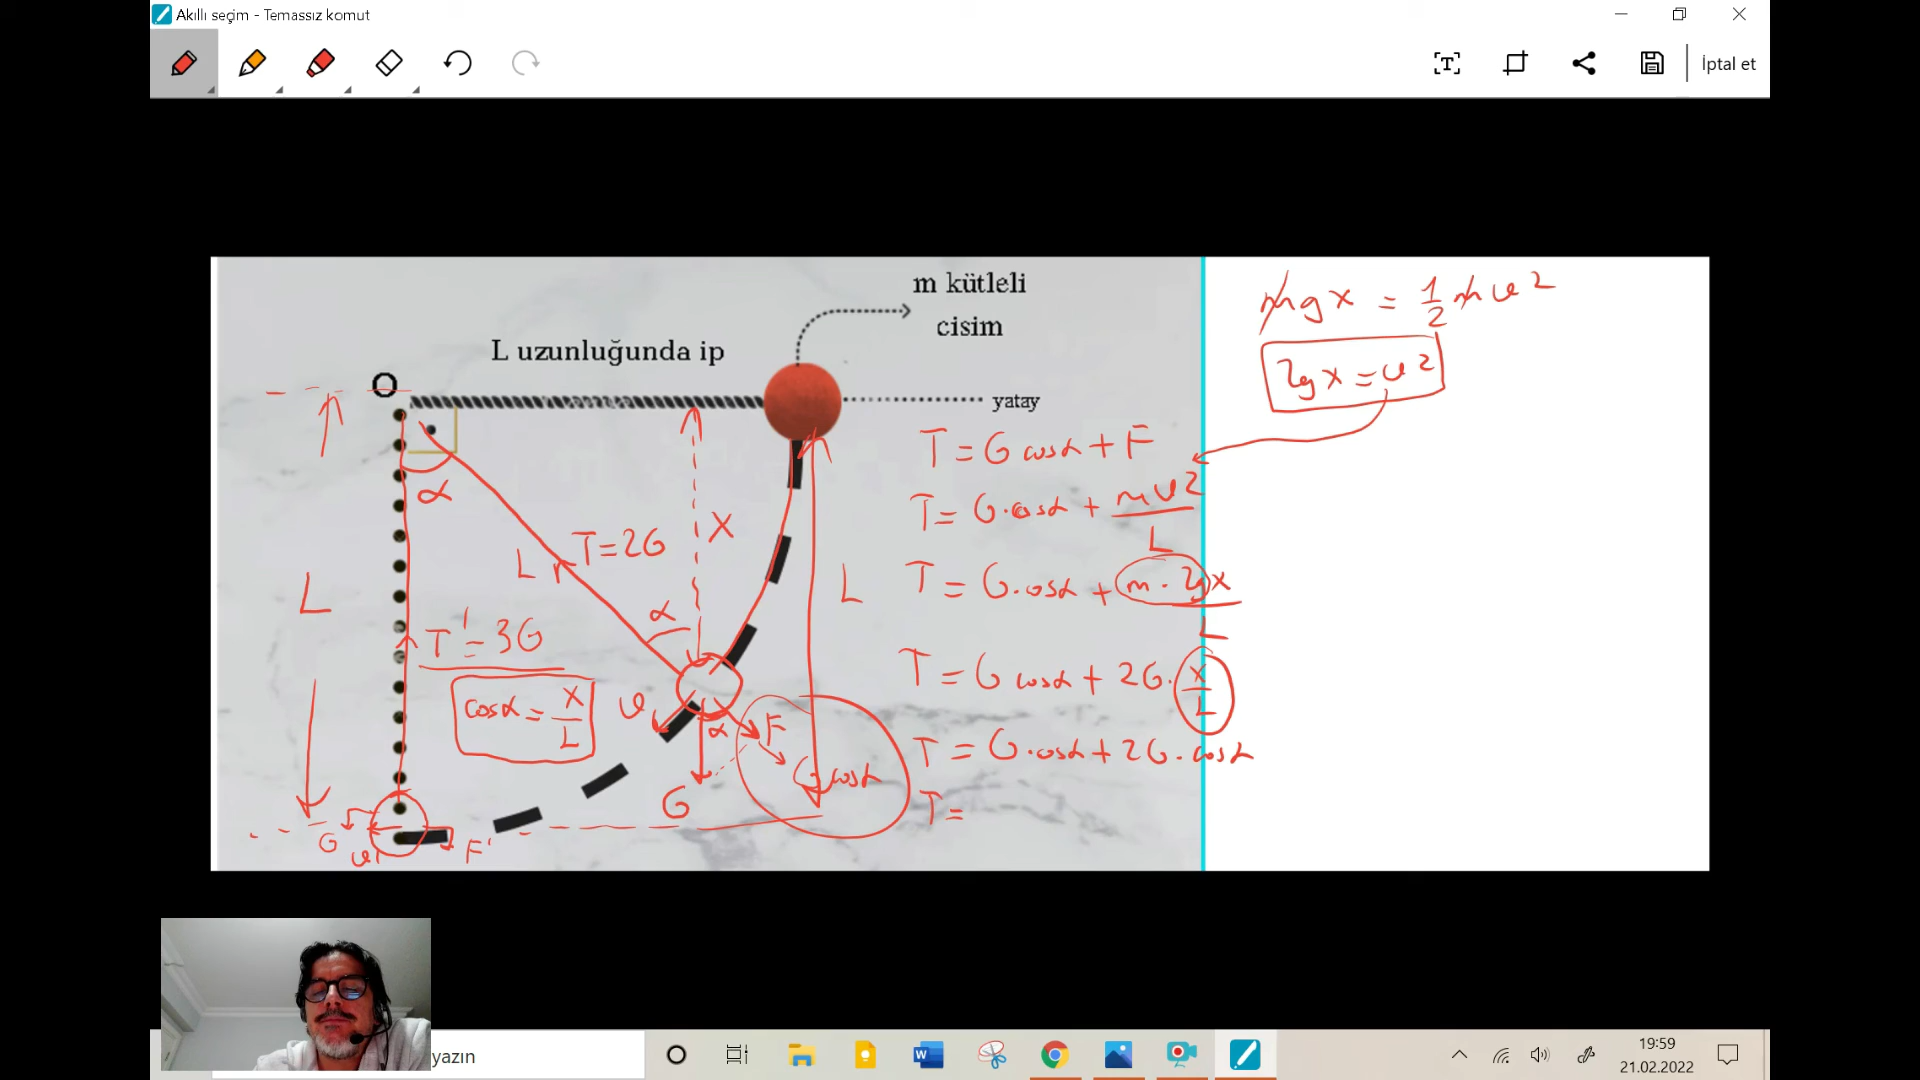 Akıllı seçim - Temassız komut
İptal et
m kütleli
cisim
L uzunluğunda ip
O
yatay
mgx = 1/2 mv²
2gx = v²
T = G cosα + F
T = G.cosα + mv²/L
T = G.cosα + m.2gx/L
T = G cosα + 2G.x/L
T = G.cosα + 2G.cosα
T =
α
L
T=2G
X
L
L
α
T' = 3G
cosα = x/L
v
α
F
G cosα
G
G
v'
F'
yazın
19:59
21.02.2022